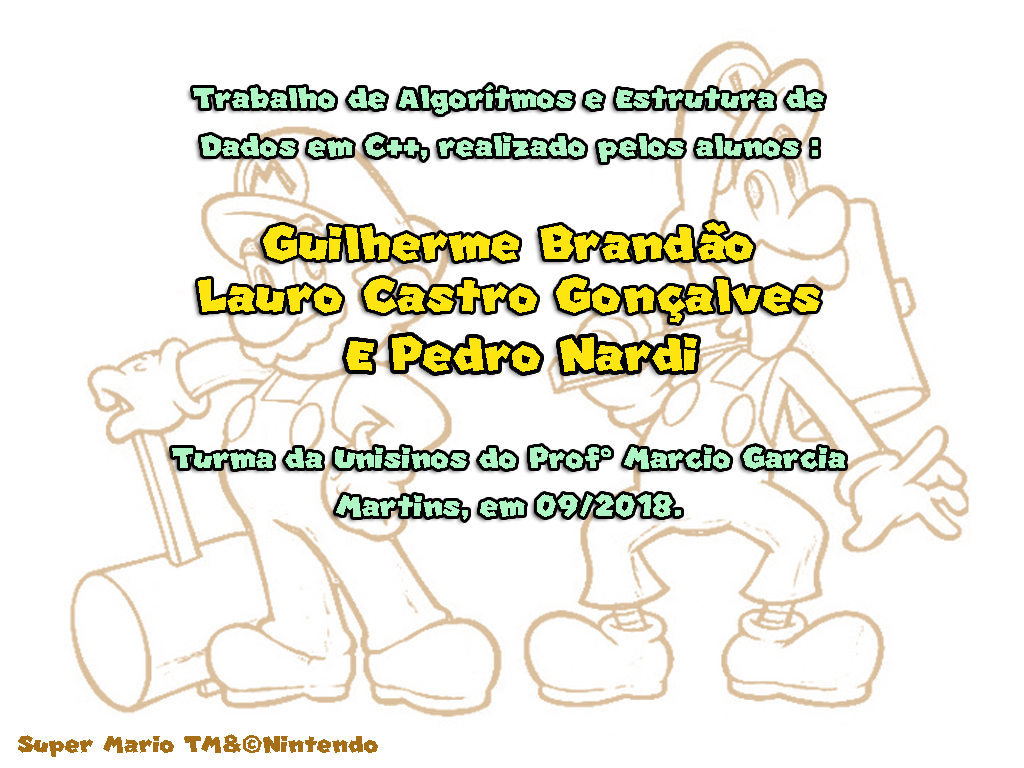 Trabalho de Algorítmos e Estrutura de
Dados em C++, realizado pelos alunos :
Guilherme Brandão
Lauro Castro Gonçalves
E Pedro Nardi
Turma da Unisinos do Profº Marcio Garcia
Martins, em 09/2018.
Super Mario TM&©Nintendo